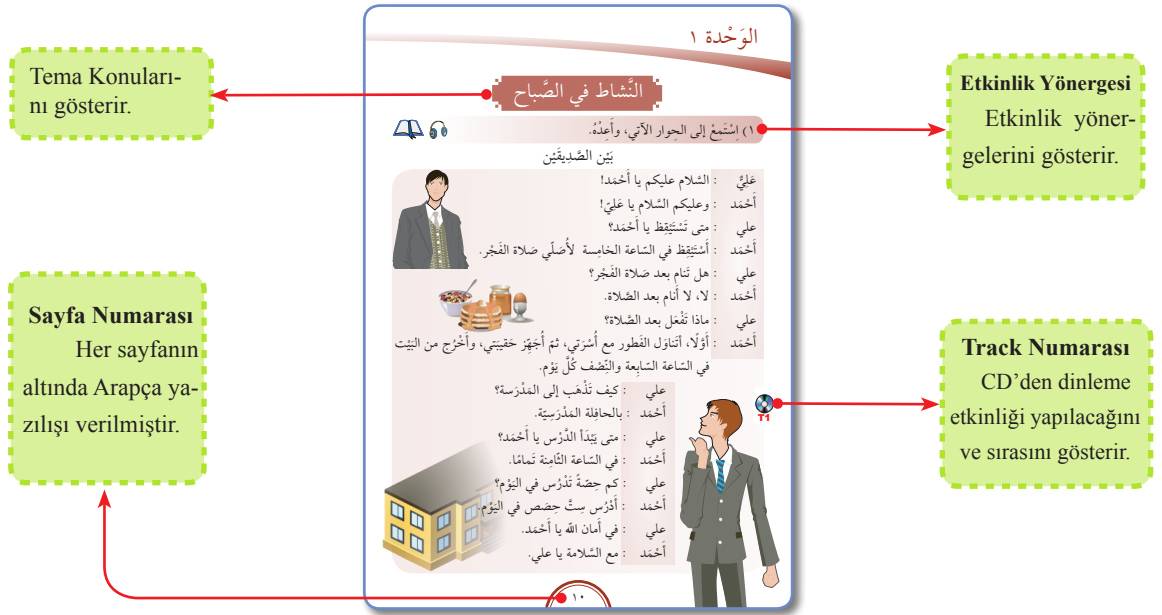 Tema Konuları-
nı gösterir.
Sayfa Numarası
Her sayfanın
altında Arapça ya-
zılışı verilmiştir.
الوَحْدة ١
النَّشاط في الصَّباح
١) اِسْتَمِعْ إلى الحِوار الآتي، وأَعِدْهُ.
بَيْن الصَّدِيقَيْن
عَلِيٌّ : السَّلام عليكم يا أَحْمَد!
أَحْمَد : وعليكم السَّلام يا عَلِيّ!
علي : متى تَسْتَيْقِظ يا أَحْمَد؟
أَحْمَد : أَسْتَيْقِظ في السّاعة الخامِسة لأُصَلّي صَلاة الفَجْر.
علي : هل تَنام بعد صَلاة الفَجْر؟
أَحْمَد : لا، لا أَنام بعد الصَّلاة.
علي : ماذا تَفْعَل بعد الصَّلاة؟
أَحْمَد : أَوَّلًا، أتَناوَل الفَطور مع أُسْرَتي، ثمّ أُجَهِّز حَقيبَتي، وأَخْرُج من البَيْت
في السّاعة السّابِعة والنِّصْف كُلَّ يَوْم.
علي : كيف تَذْهَب إلى المَدْرَسة؟
أَحْمَد : بالحافِلة المَدْرَسِيّة.
علي : متى يَبْدَأ الدَّرْس يا أَحْمَد؟
أَحْمَد : في السّاعة الثّامِنة تَمامًا.
علي : كم حِصّةً تَدْرُس في اليَوْم؟
أَحْمَد : أَدْرُس سِتَّ حِصَص في اليَوْم.
علي : في أَمان الله يا أَحْمَد.
أَحْمَد : مع السَّلامة يا علي.
T1
١٠
Etkinlik Yönergesi
Etkinlik yöner-
gelerini gösterir.
Track Numarası
CD’den dinleme
etkinliği yapılacağını
ve sırasını gösterir.